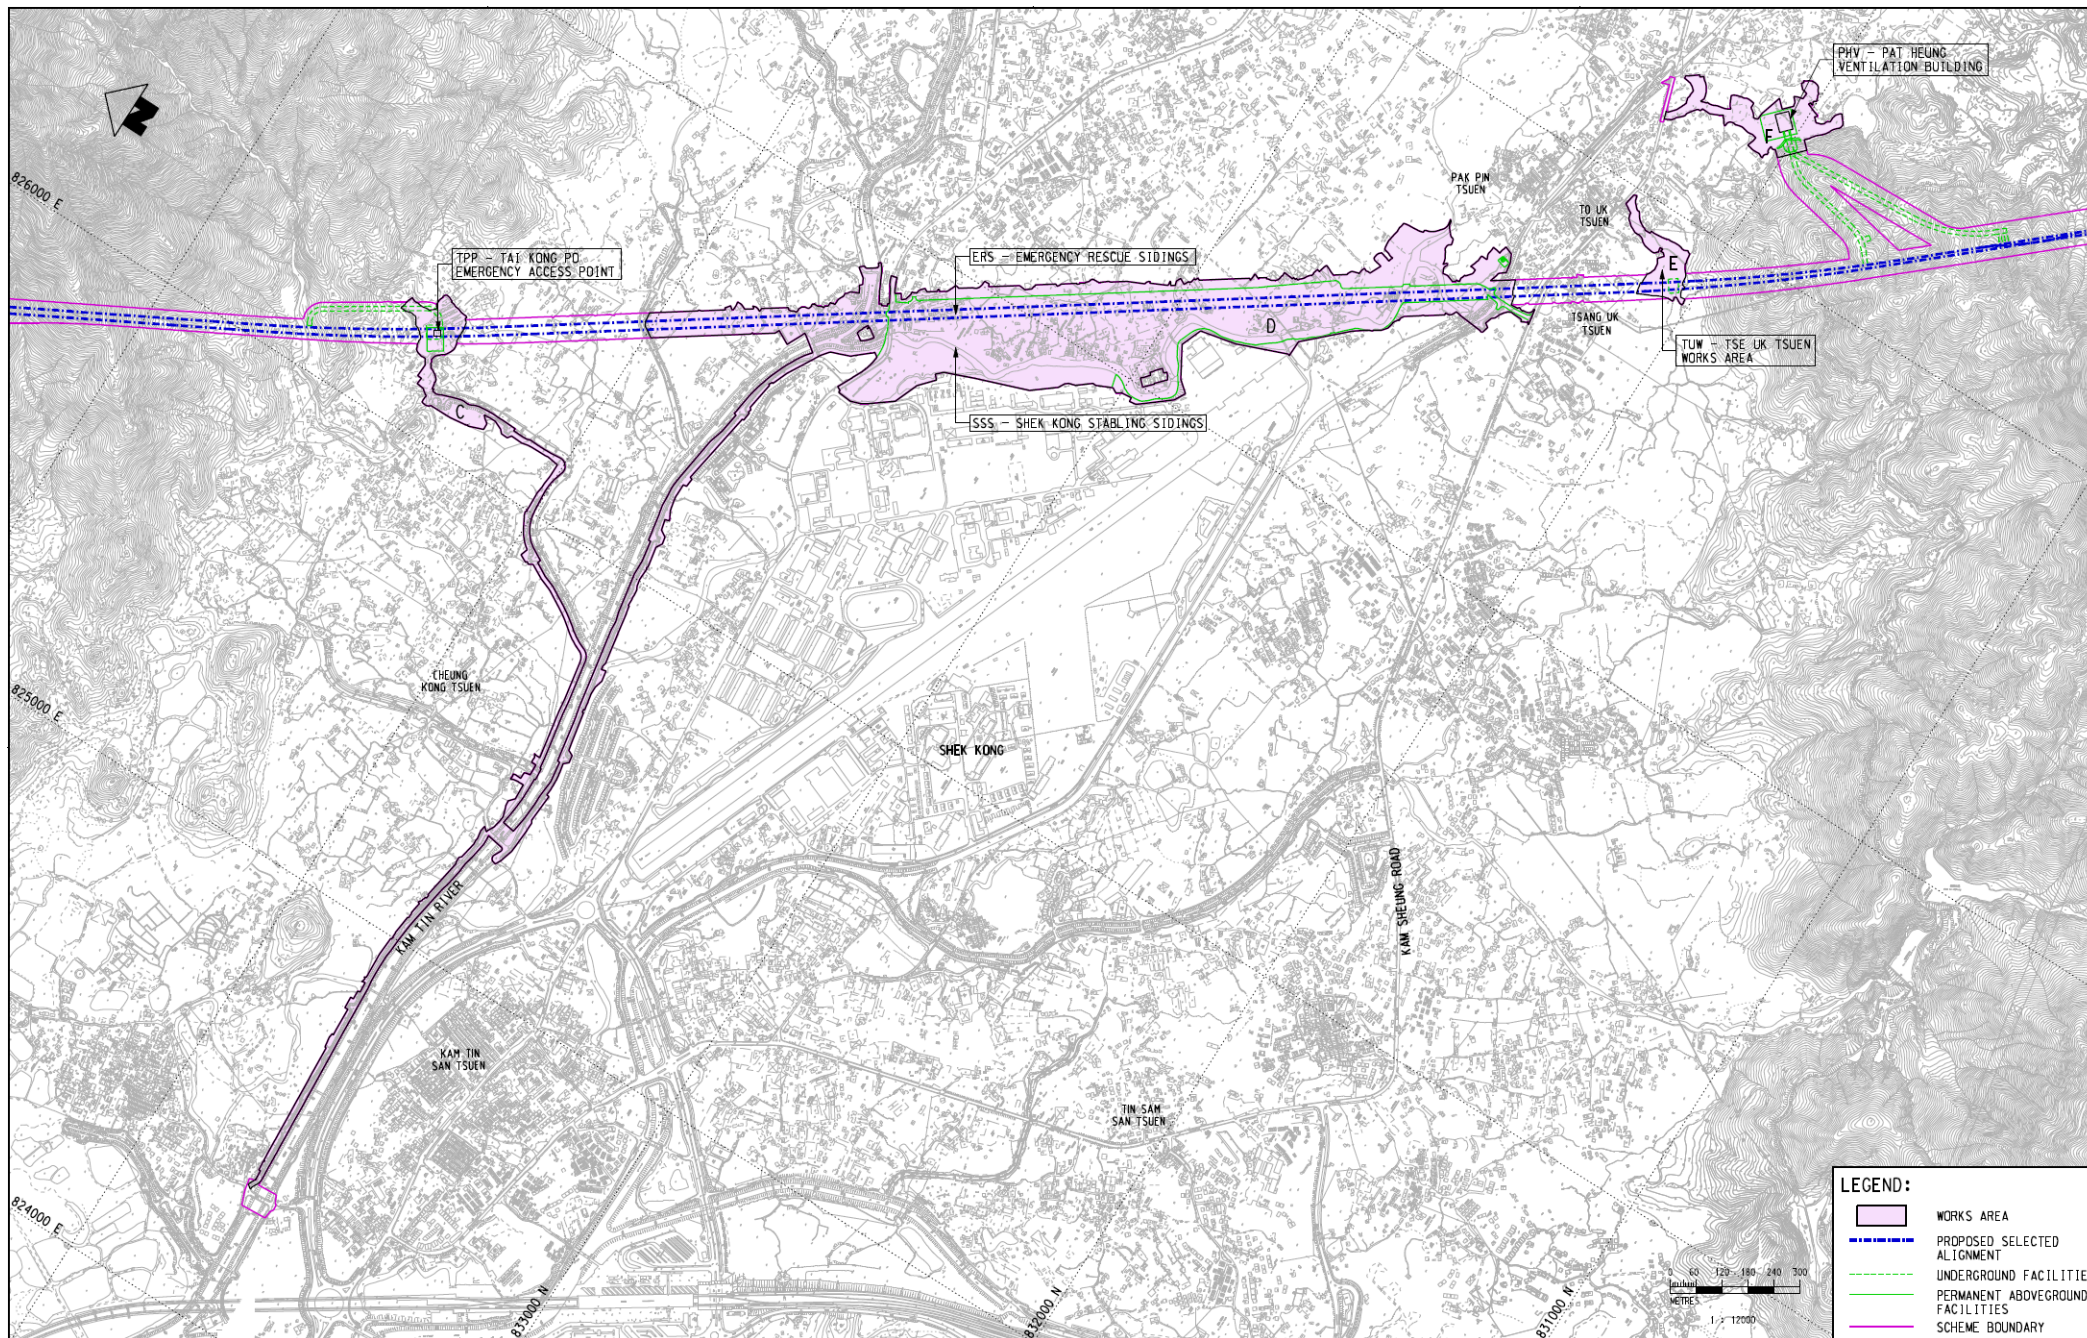 PHV - PAT HEUNG
VENTILATION BUILDING
N
826000 E
PAK PIN
TSUEN
TO UK
TSUEN
TPP - TAI KONG PO
EMERGENCY ACCESS POINT
ERS - EMERGENCY RESCUE SIDINGS
F
E
D
TSANG UK
TSUEN
TUW - TSE UK TSUEN
WORKS AREA
C
SSS - SHEK KONG STABLING SIDINGS
CHEUNG
KONG TSUEN
825000 E
SHEK KONG
KAM SHEUNG ROAD
KAM TIN RIVER
KAM TIN
SAN TSUEN
TIN SAM
SAN TSUEN
824000 E
833000 N
832000 N
831000 N
0 60 120 180 240 300
METRES
1 : 12000
LEGEND:
WORKS AREA
PROPOSED SELECTED
ALIGNMENT
UNDERGROUND FACILITIE
PERMANENT ABOVEGROUND
FACILITIES
SCHEME BOUNDARY